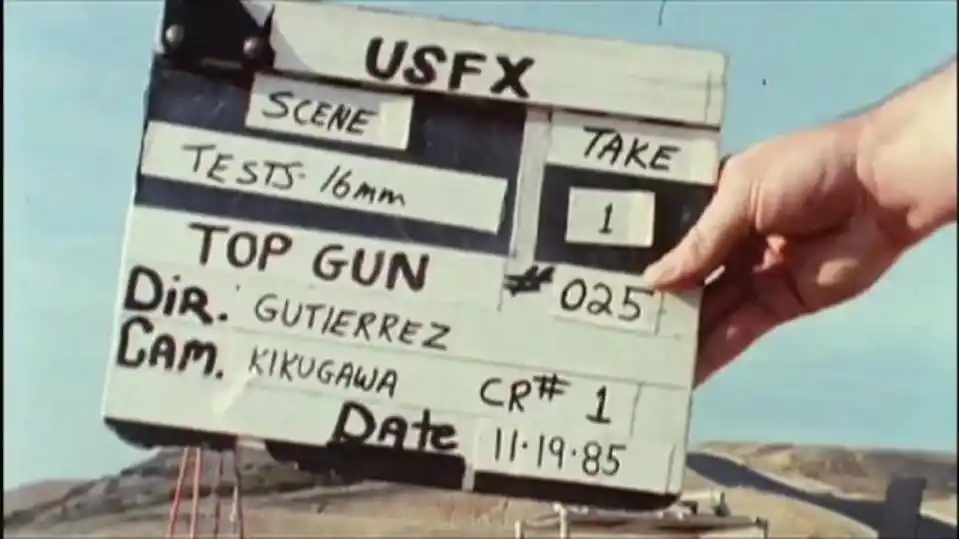 USFX
SCENE
TAKE
TESTS- 16mm
1
TOP GUN
# 025
DIR. GUTIERREZ
CAM. KIKUGAWA
CR# 1
DATE 11-19-85